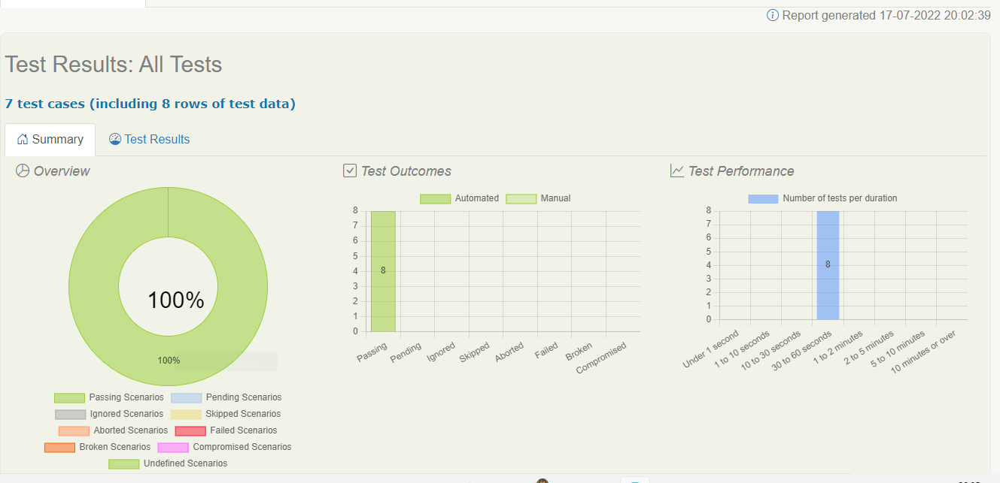 Report generated 17-07-2022 20:02:39
Test Results: All Tests
7 test cases (including 8 rows of test data)
Summary
Test Results
Overview
100%
100%
Passing Scenarios
Pending Scenarios
Ignored Scenarios
Skipped Scenarios
Aborted Scenarios
Failed Scenarios
Broken Scenarios
Compromised Scenarios
Undefined Scenarios
Test Outcomes
Automated
Manual
8
7
6
5
4
3
2
1
0
8
Passing
Pending
Ignored
Skipped
Aborted
Failed
Broken
Compromised
Test Performance
Number of tests per duration
8
7
6
5
4
3
2
1
0
8
Under 1 second
1 to 10 seconds
10 to 30 seconds
30 to 60 seconds
1 to 2 minutes
2 to 5 minutes
5 to 10 minutes
10 minutes or over